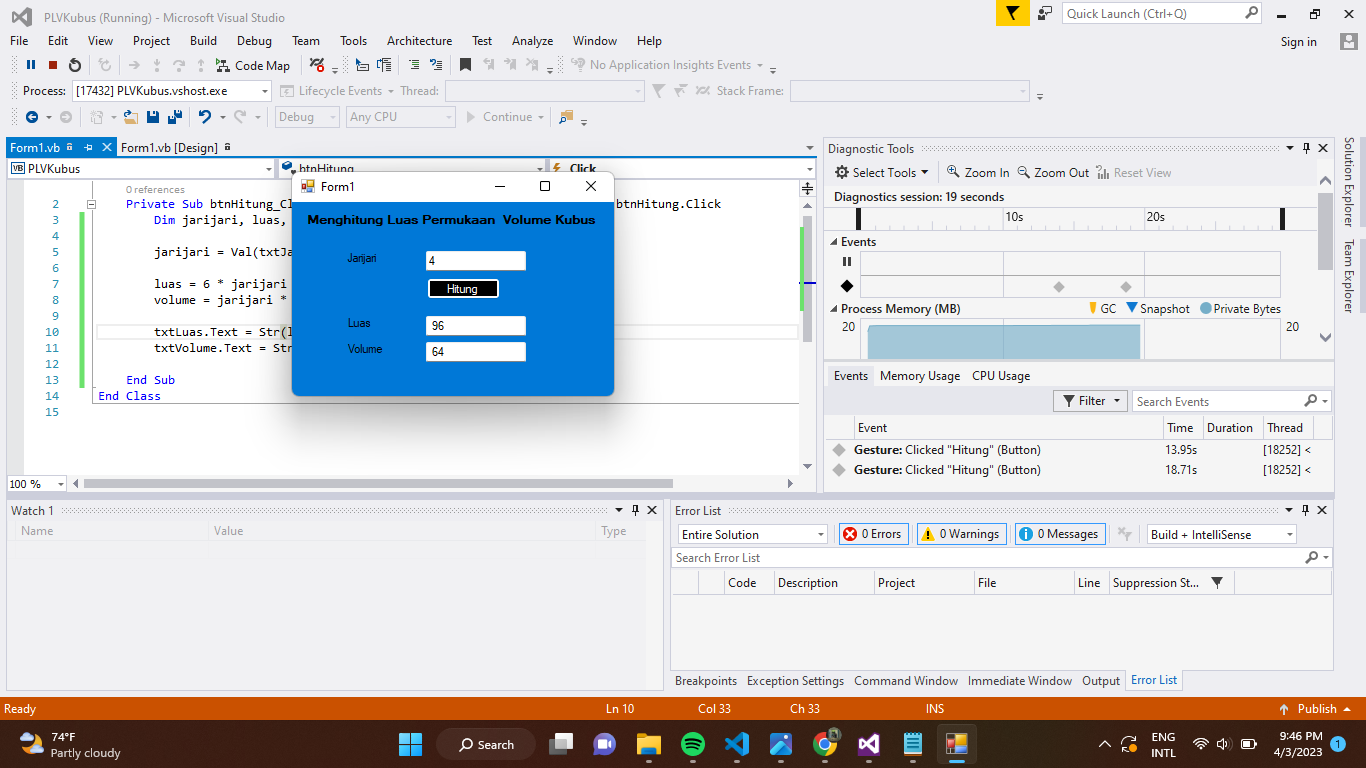 PLVKubus (Running) - Microsoft Visual Studio
Quick Launch (Ctrl+Q)
File Edit View Project Build Debug Team Tools Architecture Test Analyze Window Help
Sign in
Code Map
No Application Insights Events
Process: [17432] PLVKubus.vshost.exe Lifecycle Events Thread: Stack Frame:
Debug Any CPU Continue
Form1.vb Form1.vb [Design]
PLVKubus btnHitung Click
0 references
2 Private Sub btnHitung_Cl btnHitung.Click
3 Dim jarijari, luas,
4
5 jarijari = Val(txtJa
6
7 luas = 6 * jarijari
8 volume = jarijari *
9
10 txtLuas.Text = Str(l
11 txtVolume.Text = Str
12
13 End Sub
14 End Class
15
100 %
Form1
Menghitung Luas Permukaan Volume Kubus
Jarijari 4
Hitung
Luas 96
Volume 64
Diagnostic Tools
Select Tools Zoom In Zoom Out Reset View
Diagnostics session: 19 seconds
10s 20s
Events
Process Memory (MB) GC Snapshot Private Bytes
20 20
Events Memory Usage CPU Usage
Filter Search Events
Event Time Duration Thread
Gesture: Clicked "Hitung" (Button) 13.95s [18252] <
Gesture: Clicked "Hitung" (Button) 18.71s [18252] <
Solution Explorer
Team Explorer
Watch 1
Name Value Type
Error List
Entire Solution 0 Errors 0 Warnings 0 Messages Build + IntelliSense
Search Error List
Code Description Project File Line Suppression St...
Breakpoints Exception Settings Command Window Immediate Window Output Error List
Ready Ln 10 Col 33 Ch 33 INS Publish
74°F
Partly cloudy
Search
ENG
INTL
9:46 PM
4/3/2023
1